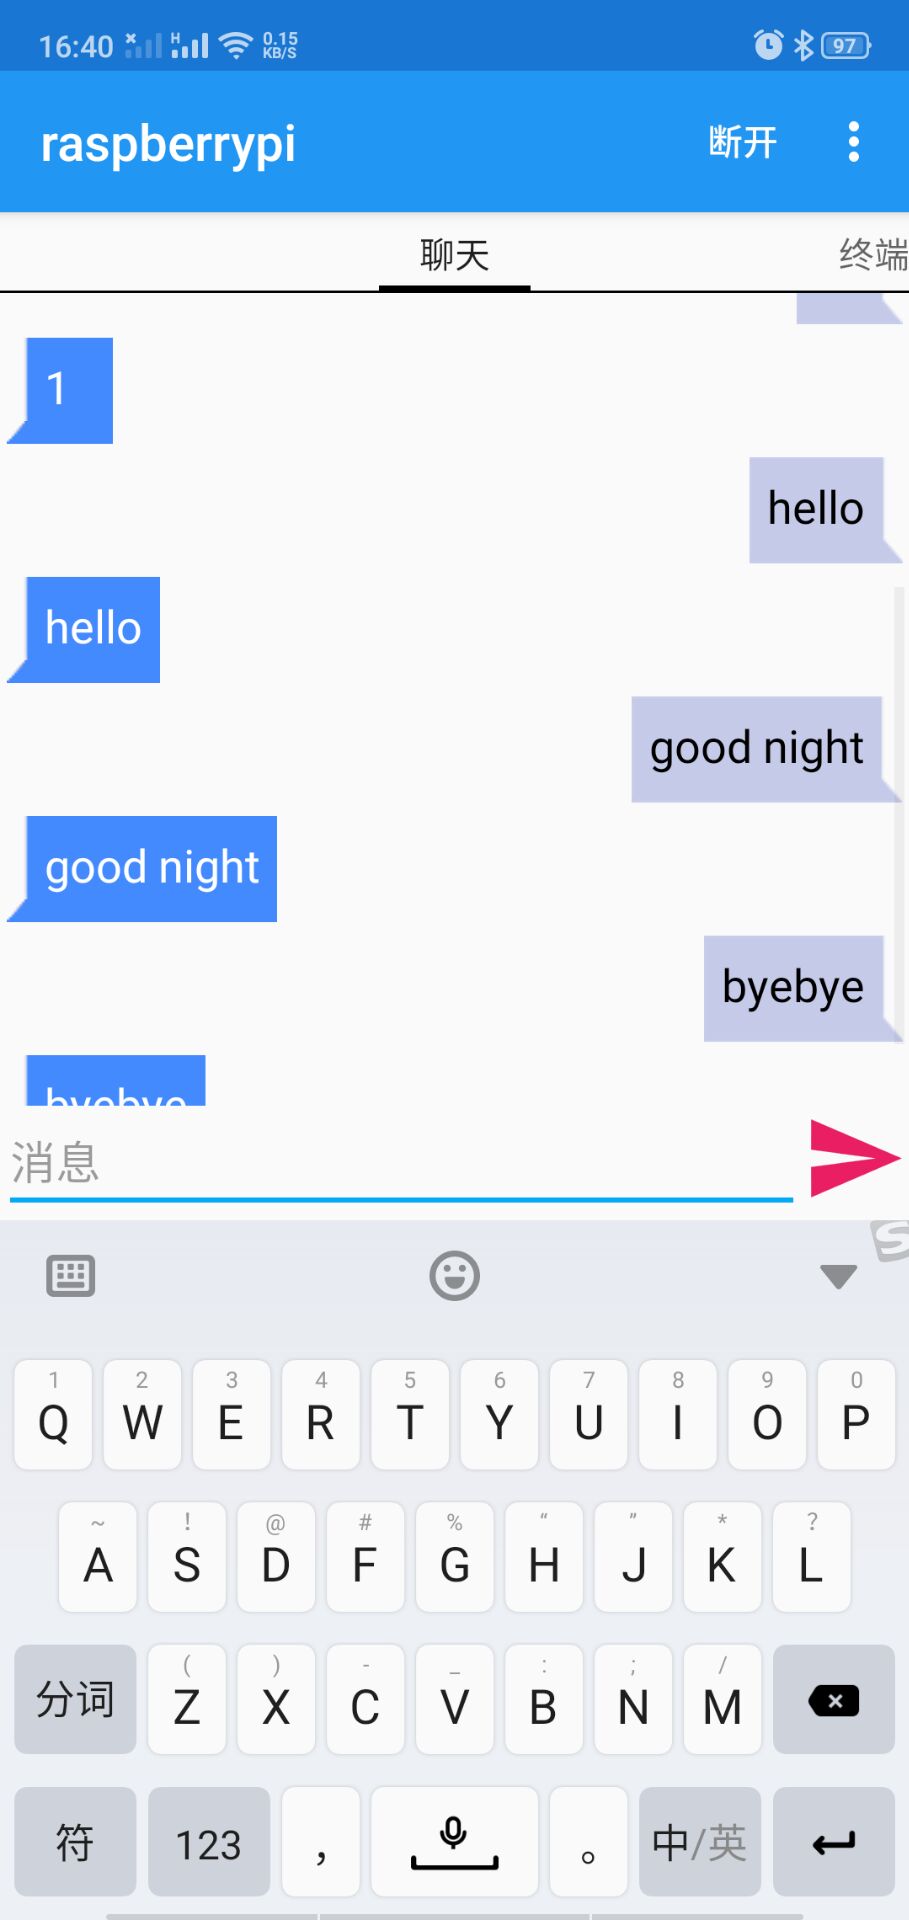 16:40 H 0.15 KB/S 97
raspberrypi 断开
聊天 终端
1
hello
hello
good night
good night
byebye
byebye
消息
1 2 3 4 5 6 7 8 9 0
Q W E R T Y U I O P
~ ! @ # % “ ” * ?
A S D F G H J K L
( ) - _ : ; /
分词 Z X C V B N M
符 123 , 。 中/英